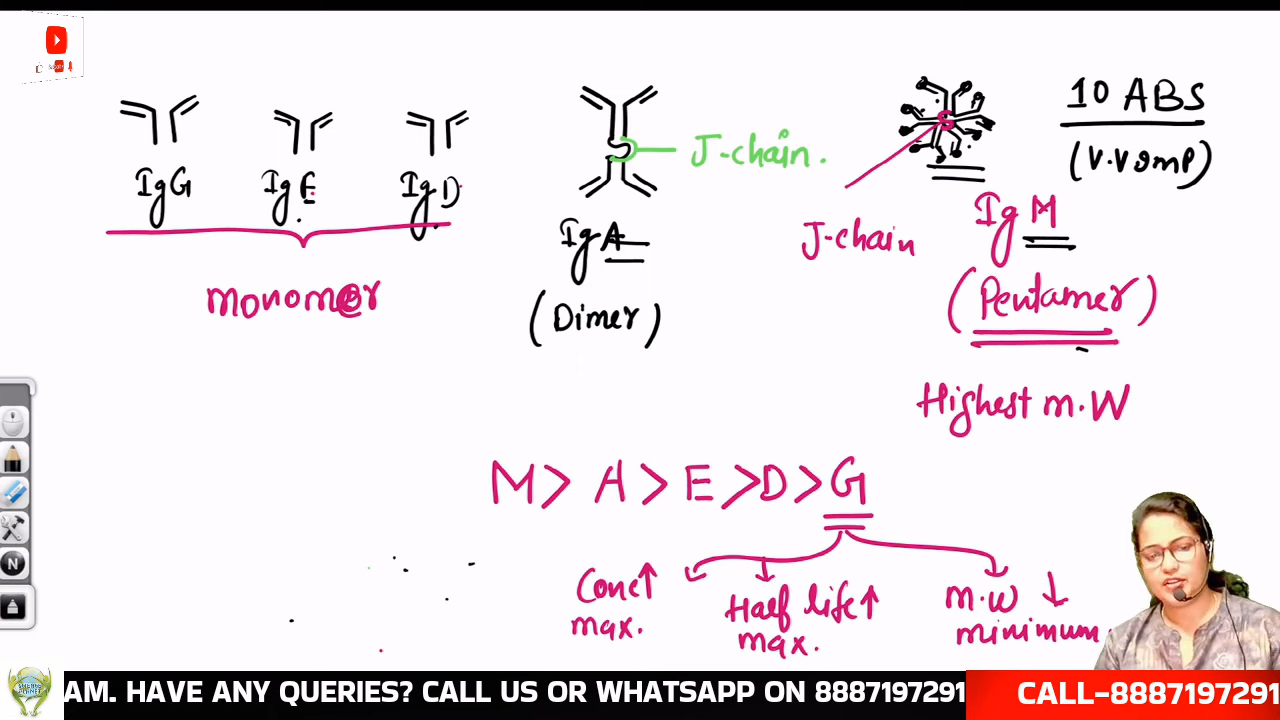 IgG IgE IgD
monomer
J-chain.
IgA
(Dimer)
J-chain
10 ABS
(V.V Imp)
IgM
(Pentamer)
Highest m.W
M > A > E > D > G
Conc↑
max.
Half life↑
max.
m.W ↓
minimum
AM. HAVE ANY QUERIES? CALL US OR WHATSAPP ON 8887197291
CALL-8887197291
N